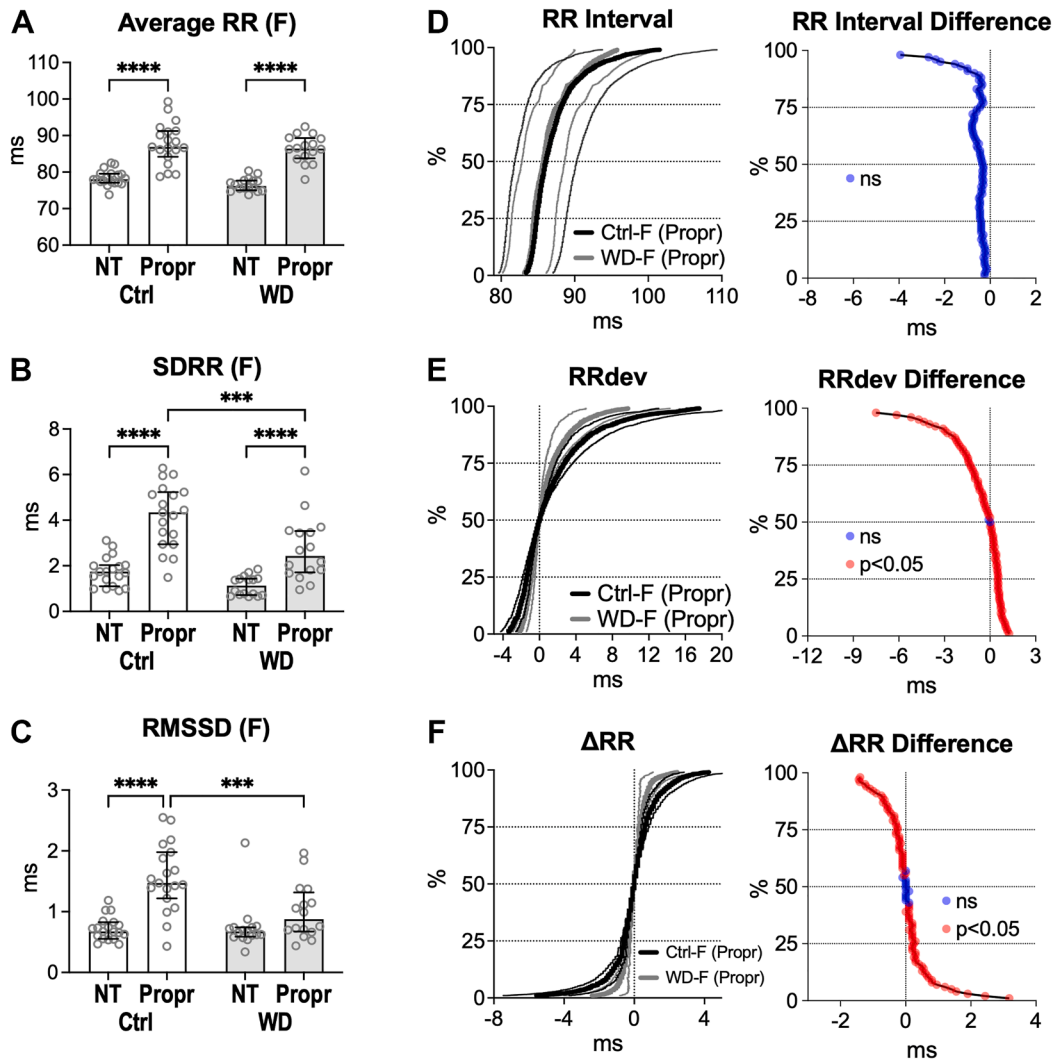 A
Average RR (F)
****
****
ms
110
100
90
80
70
60
NT
Propr
NT
Propr
Ctrl
WD
B
SDRR (F)
***
****
****
ms
8
6
4
2
0
NT
Propr
NT
Propr
Ctrl
WD
C
RMSSD (F)
****
***
ms
3
2
1
0
NT
Propr
NT
Propr
Ctrl
WD
D
RR Interval
%
100
75
50
25
0
Ctrl-F (Propr)
WD-F (Propr)
80
90
100
110
ms
RR Interval Difference
%
100
75
50
25
0
ns
-8
-6
-4
-2
0
2
ms
E
RRdev
%
100
75
50
25
0
Ctrl-F (Propr)
WD-F (Propr)
-4
0
4
8
12
16
20
ms
RRdev Difference
%
100
75
50
25
0
ns
p<0.05
-12
-9
-6
-3
0
3
ms
F
ΔRR
%
100
75
50
25
0
Ctrl-F (Propr)
WD-F (Propr)
-8
-4
0
4
ms
ΔRR Difference
%
100
75
50
25
0
ns
p<0.05
-2
0
2
4
ms